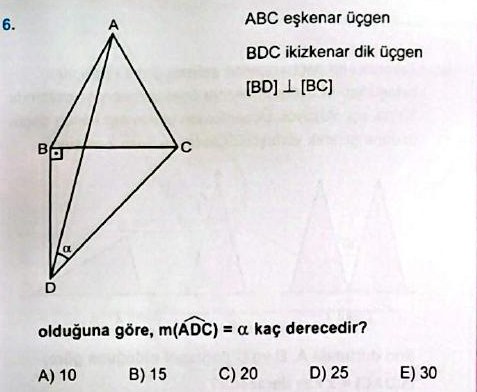 6.
ABC eşkenar üçgen
BDC ikizkenar dik üçgen
[BD] ⊥ [BC]
A
B
C
α
D
olduğuna göre, m(ADC) = α kaç derecedir?
A) 10 B) 15 C) 20 D) 25 E) 30